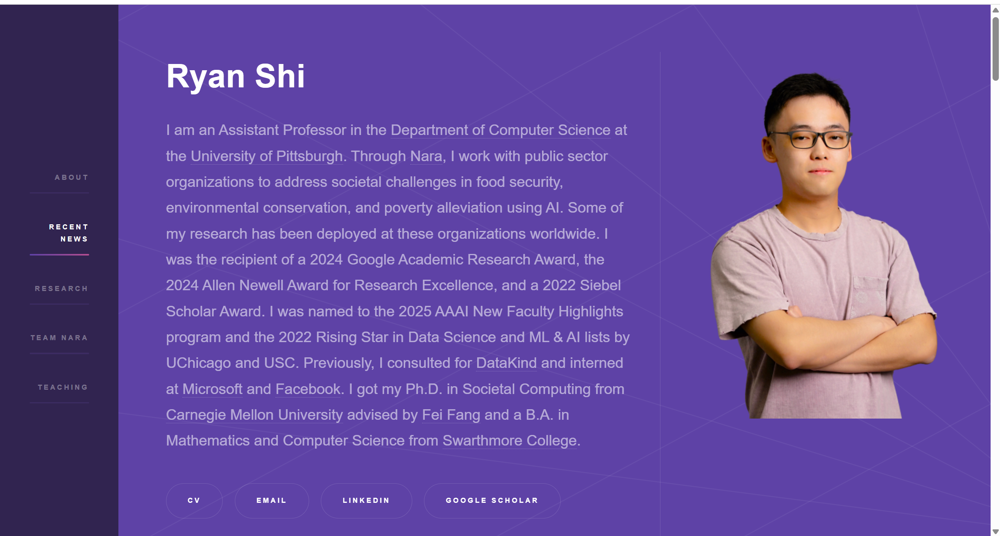 ABOUT
RECENT
NEWS
RESEARCH
TEAM NARA
TEACHING
Ryan Shi
I am an Assistant Professor in the Department of Computer Science at
the University of Pittsburgh. Through Nara, I work with public sector
organizations to address societal challenges in food security,
environmental conservation, and poverty alleviation using AI. Some of
my research has been deployed at these organizations worldwide. I
was the recipient of a 2024 Google Academic Research Award, the
2024 Allen Newell Award for Research Excellence, and a 2022 Siebel
Scholar Award. I was named to the 2025 AAAI New Faculty Highlights
program and the 2022 Rising Star in Data Science and ML & AI lists by
UChicago and USC. Previously, I consulted for DataKind and interned
at Microsoft and Facebook. I got my Ph.D. in Societal Computing from
Carnegie Mellon University advised by Fei Fang and a B.A. in
Mathematics and Computer Science from Swarthmore College.
CV
EMAIL
LINKEDIN
GOOGLE SCHOLAR